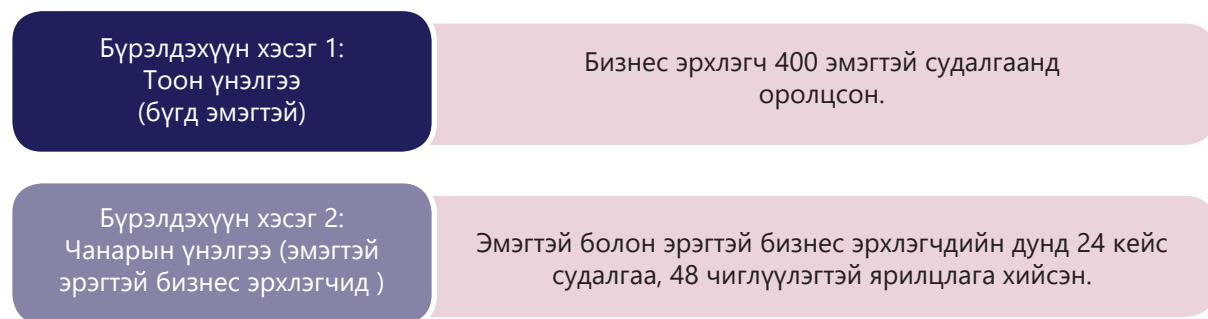 Бүрэлдэхүүн хэсэг 1:
Тоон үнэлгээ
(бүгд эмэгтэй)
Бизнес эрхлэгч 400 эмэгтэй судалгаанд
оролцсон.
Бүрэлдэхүүн хэсэг 2:
Чанарын үнэлгээ (эмэгтэй
эрэгтэй бизнес эрхлэгчид )
Эмэгтэй болон эрэгтэй бизнес эрхлэгчдийн дунд 24 кейс
судалгаа, 48 чиглүүлэгтэй ярилцлага хийсэн.